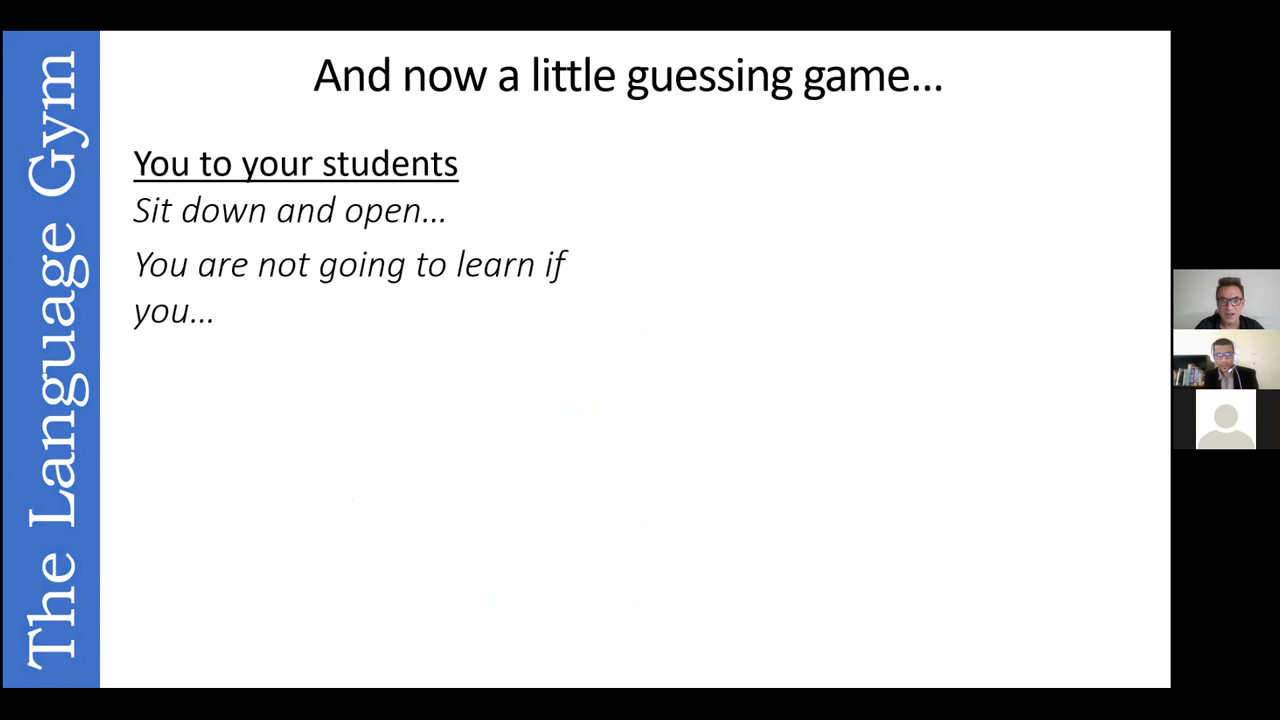 And now a little guessing game...
The Language Gym
You to your students
Sit down and open...
You are not going to learn if
you...